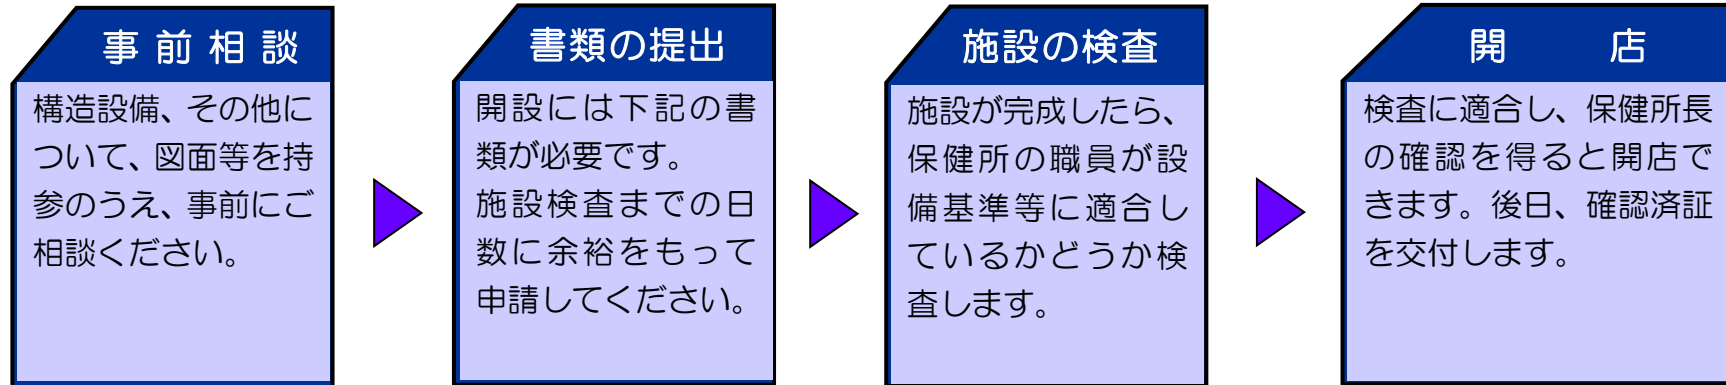 事前相談
構造設備、その他に
ついて、図面等を持
参のうえ、事前にご
相談ください。
書類の提出
開設には下記の書
類が必要です。
施設検査までの日
数に余裕をもって
申請してください。
施設の検査
施設が完成したら、
保健所の職員が設
備基準等に適合し
ているかどうか検
査します。
開店
検査に適合し、保健所長
の確認を得ると開店で
きます。後日、確認済証
を交付します。